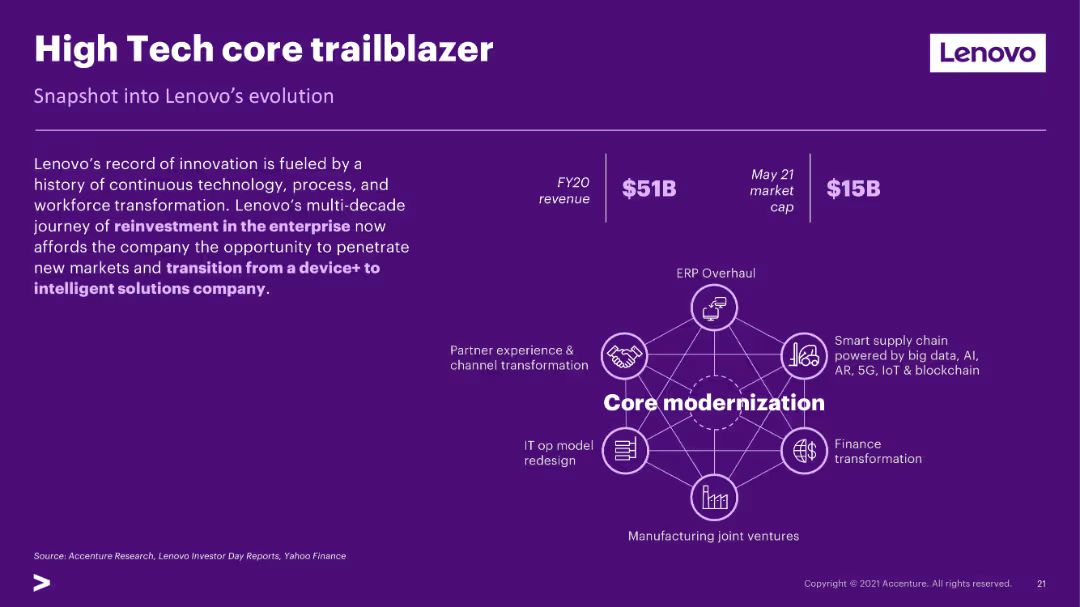 High Tech core trailblazer
Lenovo
Snapshot into Lenovo's evolution
Lenovo's record of innovation is fueled by a
history of continuous technology, process, and
workforce transformation. Lenovo's multi-decade
journey of reinvestment in the enterprise now
affords the company the opportunity to penetrate
new markets and transition from a device+ to
intelligent solutions company.
FY20
revenue
$51B
May 21
market
cap
$15B
ERP Overhaul
Partner experience &
channel transformation
Smart supply chain
powered by big data, AI,
AR, 5G, IoT & blockchain
Core modernization
IT op model
redesign
Finance
transformation
Manufacturing joint ventures
Source: Accenture Research, Lenovo Investor Day Reports, Yahoo Finance
Copyright © 2021 Accenture. All rights reserved. 21